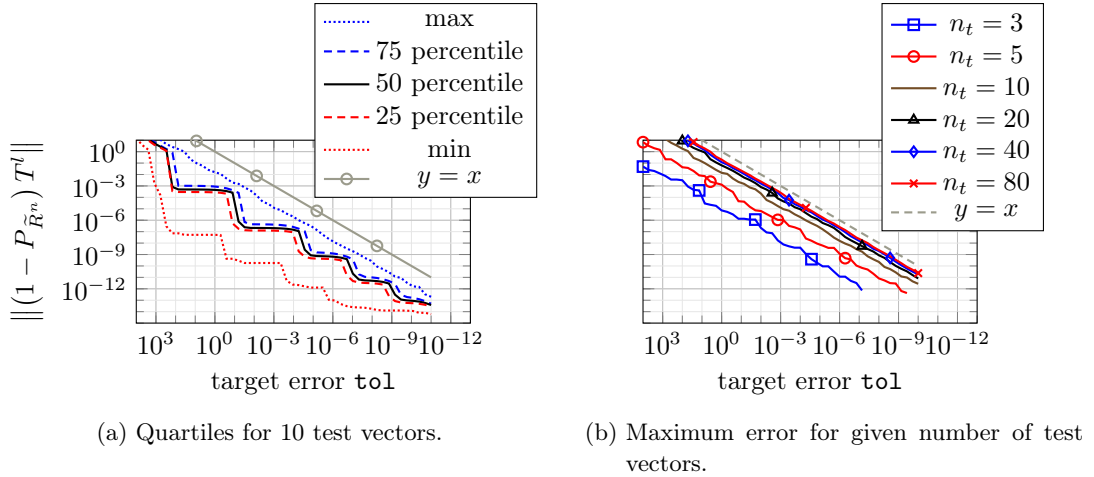 max
75 percentile
50 percentile
25 percentile
min
y = x
‖(1 − P_{R̃^n}) T^l‖
10^0
10^−3
10^−6
10^−9
10^−12
10^3 10^0 10^−3 10^−6 10^−9 10^−12
target error tol
(a) Quartiles for 10 test vectors.
n_t = 3
n_t = 5
n_t = 10
n_t = 20
n_t = 40
n_t = 80
y = x
10^3 10^0 10^−3 10^−6 10^−9 10^−12
target error tol
(b) Maximum error for given number of test
vectors.